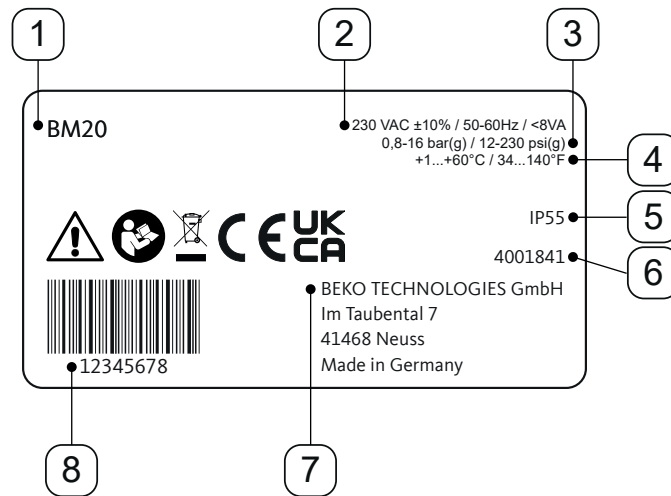 1 2 3
BM20
230 VAC ±10% / 50-60Hz / <8VA
0,8-16 bar(g) / 12-230 psi(g)
+1...+60°C / 34...140°F
4
IP55
5
4001841
6
CE UK
CA
BEKO TECHNOLOGIES GmbH
Im Taubental 7
41468 Neuss
Made in Germany
12345678
8 7